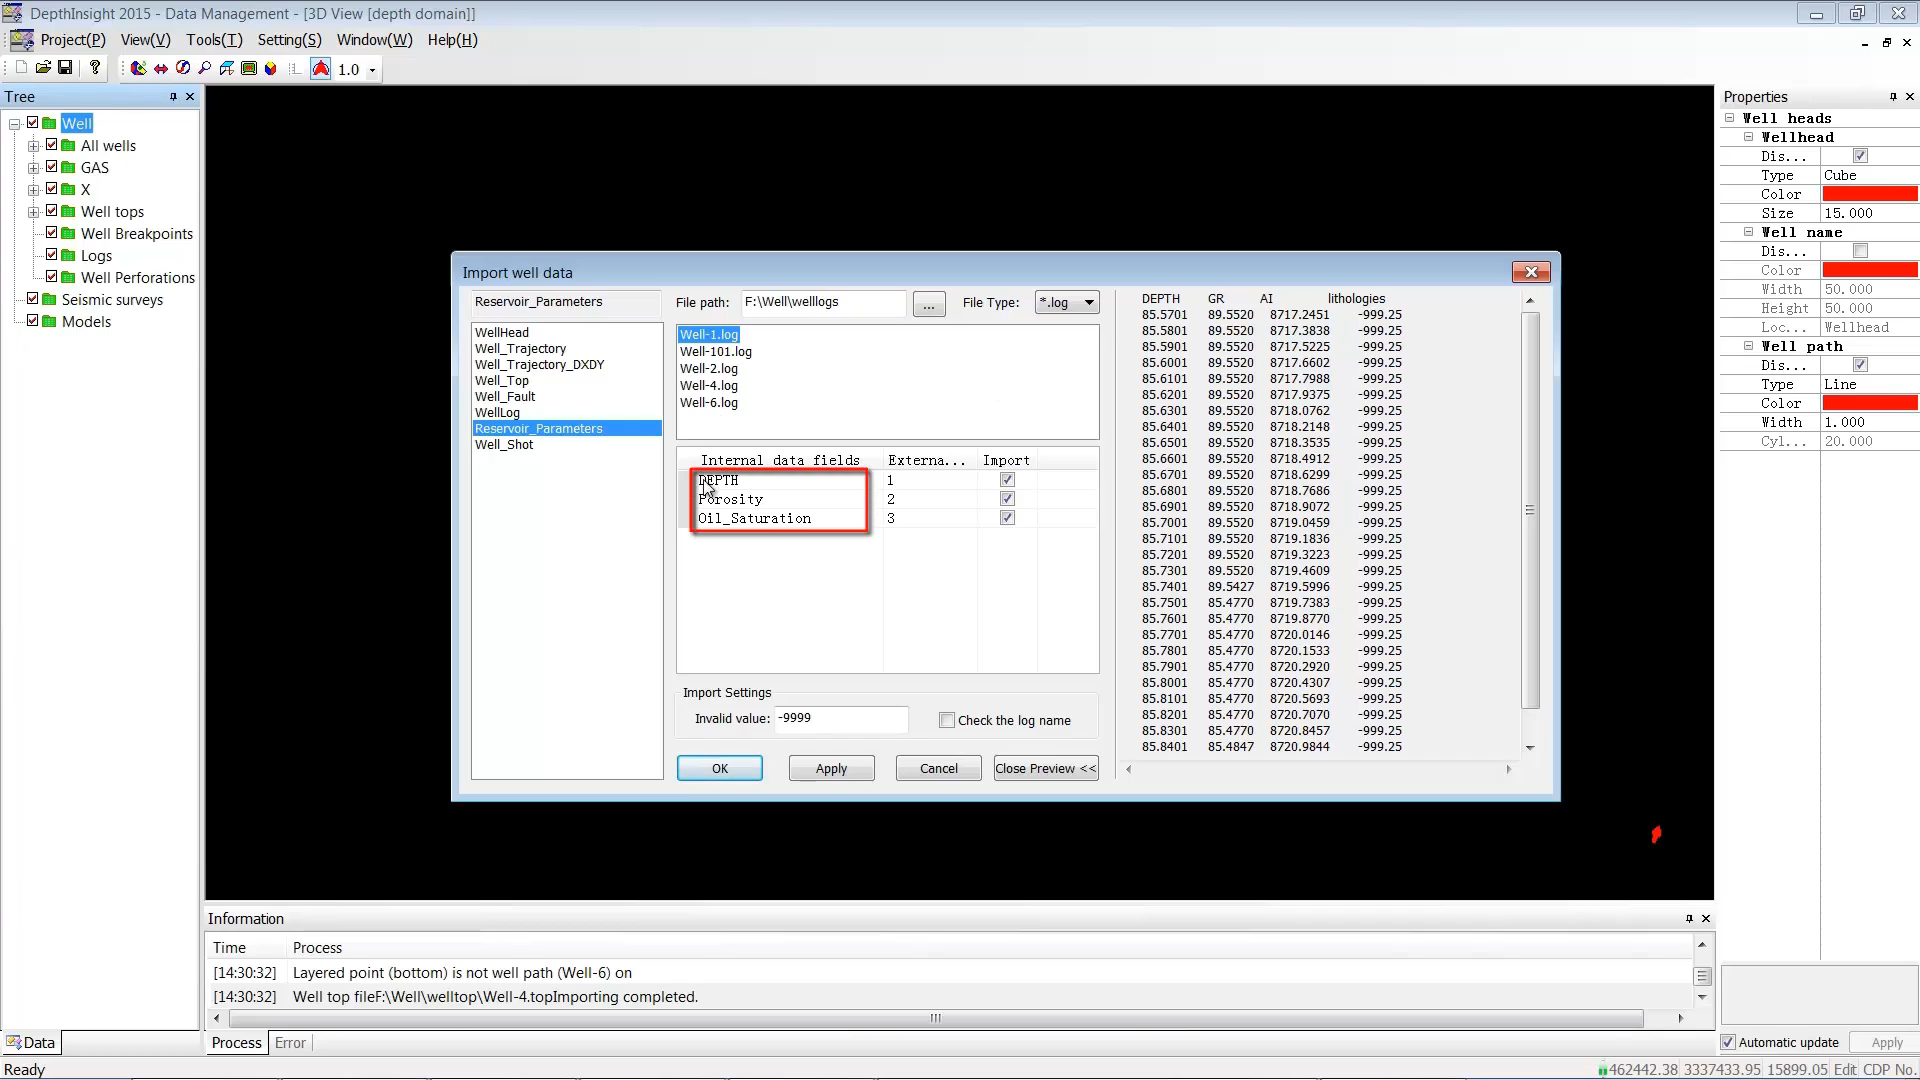 DepthInsight 2015 - Data Management - [3D View [depth domain]]
Project(P) View(V) Tools(T) Setting(S) Window(W) Help(H)
1.0
Tree
Well
All wells
GAS
X
Well tops
Well Breakpoints
Logs
Well Perforations
Seismic surveys
Models
Data
Import well data
Reservoir_Parameters
WellHead
Well_Trajectory
Well_Trajectory_DXDY
Well_Top
Well_Fault
WellLog
Reservoir_Parameters
Well_Shot
File path: F:\Well\welllogs ... File Type: *.log
Well-1.log
Well-101.log
Well-2.log
Well-4.log
Well-6.log
Internal data fields Externa... Import
DEPTH 1
Porosity 2
Oil_Saturation 3
Import Settings
Invalid value: -9999 Check the log name
OK Apply Cancel Close Preview <<
DEPTH GR AI lithologies
85.5701 89.5520 8717.2451 -999.25
85.5801 89.5520 8717.3838 -999.25
85.5901 89.5520 8717.5225 -999.25
85.6001 89.5520 8717.6602 -999.25
85.6101 89.5520 8717.7988 -999.25
85.6201 89.5520 8717.9375 -999.25
85.6301 89.5520 8718.0762 -999.25
85.6401 89.5520 8718.2148 -999.25
85.6501 89.5520 8718.3535 -999.25
85.6601 89.5520 8718.4912 -999.25
85.6701 89.5520 8718.6299 -999.25
85.6801 89.5520 8718.7686 -999.25
85.6901 89.5520 8718.9072 -999.25
85.7001 89.5520 8719.0459 -999.25
85.7101 89.5520 8719.1836 -999.25
85.7201 89.5520 8719.3223 -999.25
85.7301 89.5520 8719.4609 -999.25
85.7401 89.5427 8719.5996 -999.25
85.7501 85.4770 8719.7383 -999.25
85.7601 85.4770 8719.8770 -999.25
85.7701 85.4770 8720.0146 -999.25
85.7801 85.4770 8720.1533 -999.25
85.7901 85.4770 8720.2920 -999.25
85.8001 85.4770 8720.4307 -999.25
85.8101 85.4770 8720.5693 -999.25
85.8201 85.4770 8720.7070 -999.25
85.8301 85.4770 8720.8457 -999.25
85.8401 85.4847 8720.9844 -999.25
Properties
Well heads
Wellhead
Dis...
Type Cube
Color
Size 15.000
Well name
Dis...
Color
Width 50.000
Height 50.000
Loc... Wellhead
Well path
Dis...
Type Line
Color
Width 1.000
Cyl... 20.000
Automatic update Apply
Information
Time Process
[14:30:32] Layered point (bottom) is not well path (Well-6) on
[14:30:32] Well top fileF:\Well\welltop\Well-4.topImporting completed.
Process Error
Ready
462442.38 3337433.95 15899.05 Edit CDP No.